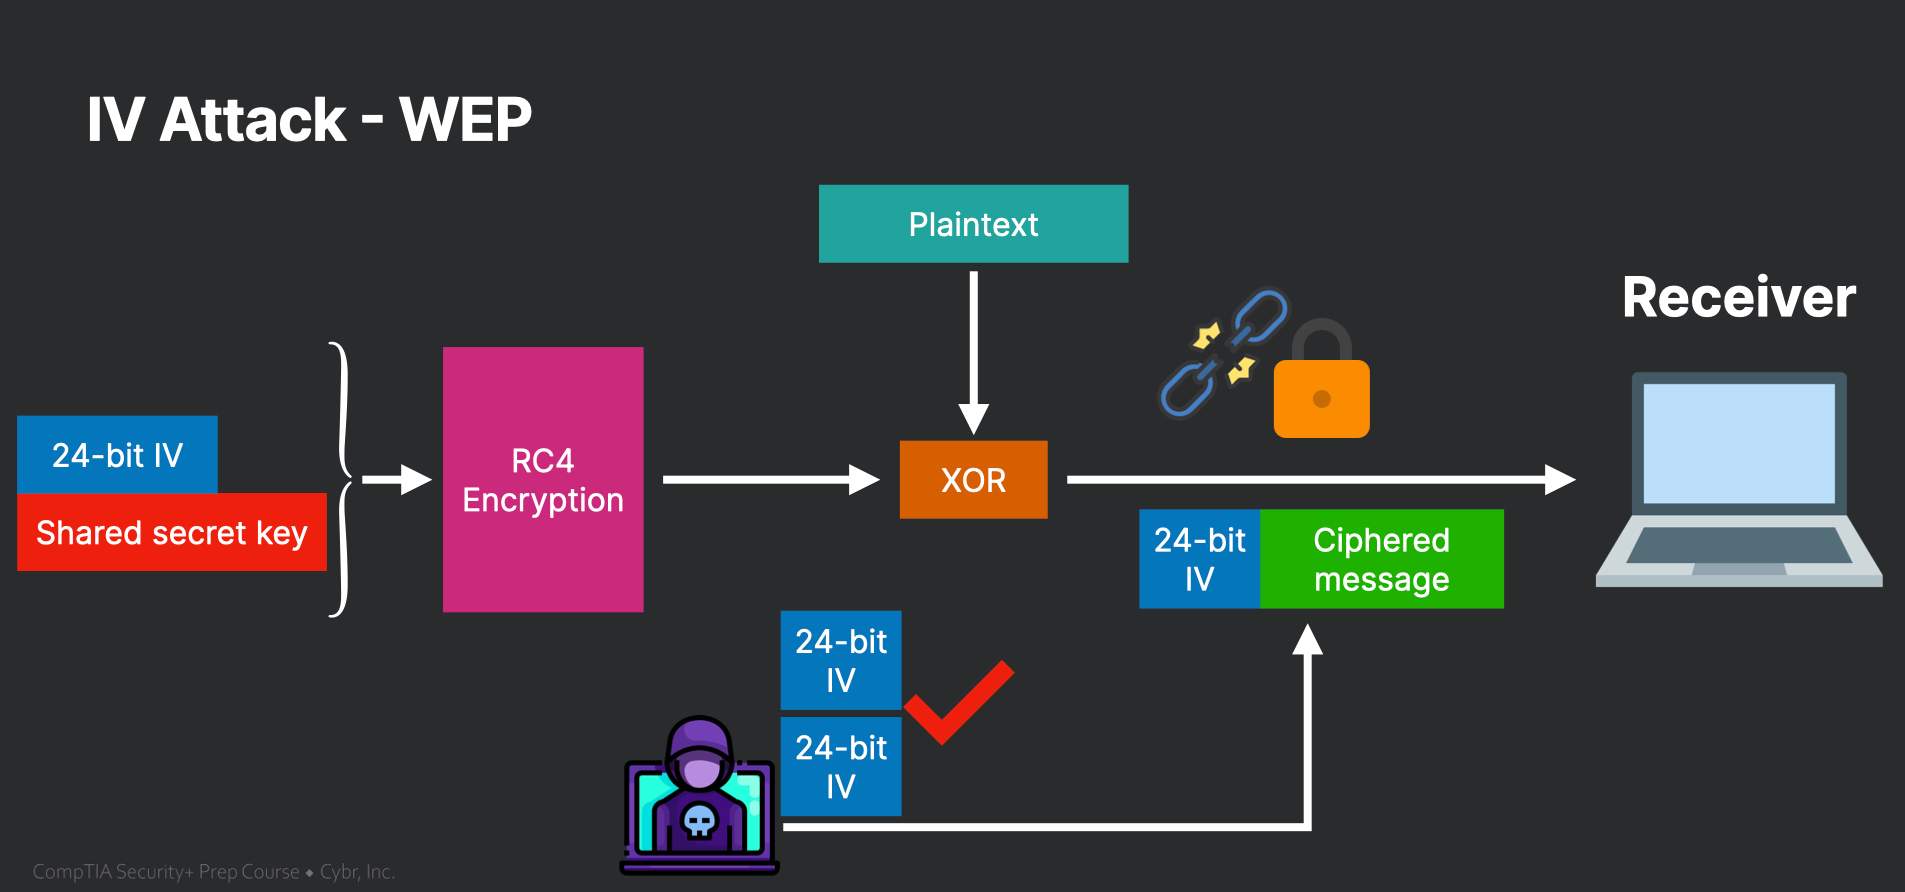 IV Attack - WEP
Plaintext
Receiver
24-bit IV
Shared secret key
RC4
Encryption
XOR
24-bit
IV
Ciphered
message
24-bit
IV
24-bit
IV
CompTIA Security+ Prep Course ◆ Cybr, Inc.